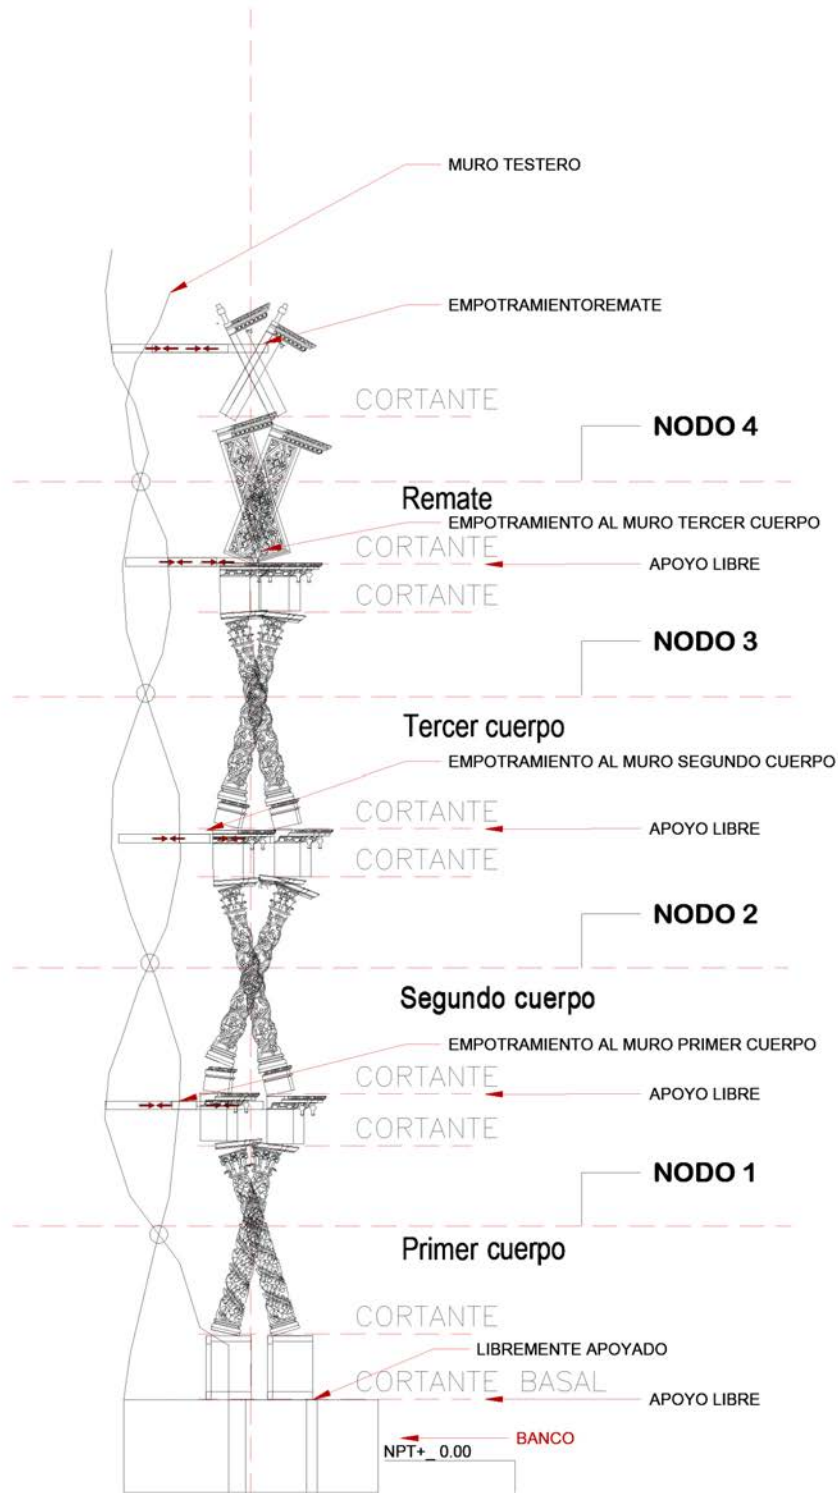 MURO TESTERO
EMPOTRAMIENTOREMATE
CORTANTE
NODO 4
Remate
EMPOTRAMIENTO AL MURO TERCER CUERPO
CORTANTE
APOYO LIBRE
CORTANTE
NODO 3
Tercer cuerpo
EMPOTRAMIENTO AL MURO SEGUNDO CUERPO
CORTANTE
APOYO LIBRE
CORTANTE
NODO 2
Segundo cuerpo
EMPOTRAMIENTO AL MURO PRIMER CUERPO
CORTANTE
APOYO LIBRE
CORTANTE
NODO 1
Primer cuerpo
CORTANTE
LIBREMENTE APOYADO
CORTANTE BASAL
APOYO LIBRE
BANCO
NPT+_ 0.00